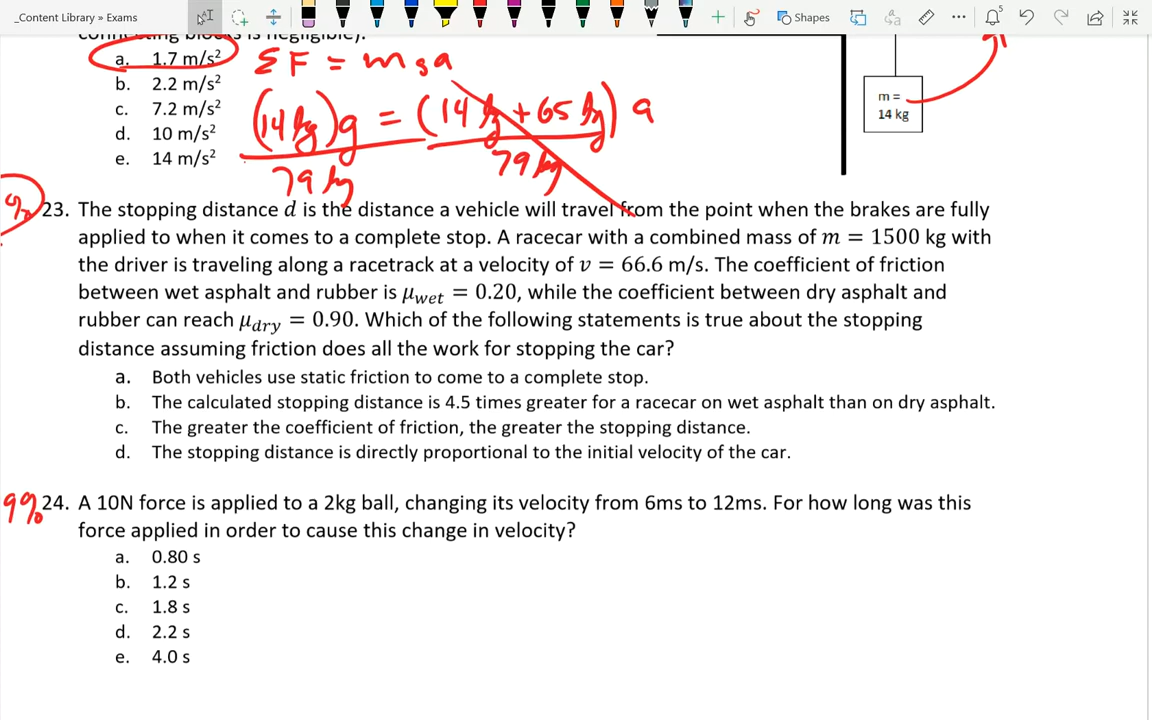 _Content Library » Exams
Shapes
5
connecting blocks is negligible).
a. 1.7 m/s²
b. 2.2 m/s²
c. 7.2 m/s²
d. 10 m/s²
e. 14 m/s²
ΣF = msa
(14 kg)g = (14 kg + 65 kg) a
79 kg 79 kg
m =
14 kg
23. The stopping distance d is the distance a vehicle will travel from the point when the brakes are fully
applied to when it comes to a complete stop. A racecar with a combined mass of m = 1500 kg with
the driver is traveling along a racetrack at a velocity of v = 66.6 m/s. The coefficient of friction
between wet asphalt and rubber is μwet = 0.20, while the coefficient between dry asphalt and
rubber can reach μdry = 0.90. Which of the following statements is true about the stopping
distance assuming friction does all the work for stopping the car?
a. Both vehicles use static friction to come to a complete stop.
b. The calculated stopping distance is 4.5 times greater for a racecar on wet asphalt than on dry asphalt.
c. The greater the coefficient of friction, the greater the stopping distance.
d. The stopping distance is directly proportional to the initial velocity of the car.
9% 24. A 10N force is applied to a 2kg ball, changing its velocity from 6ms to 12ms. For how long was this
force applied in order to cause this change in velocity?
a. 0.80 s
b. 1.2 s
c. 1.8 s
d. 2.2 s
e. 4.0 s